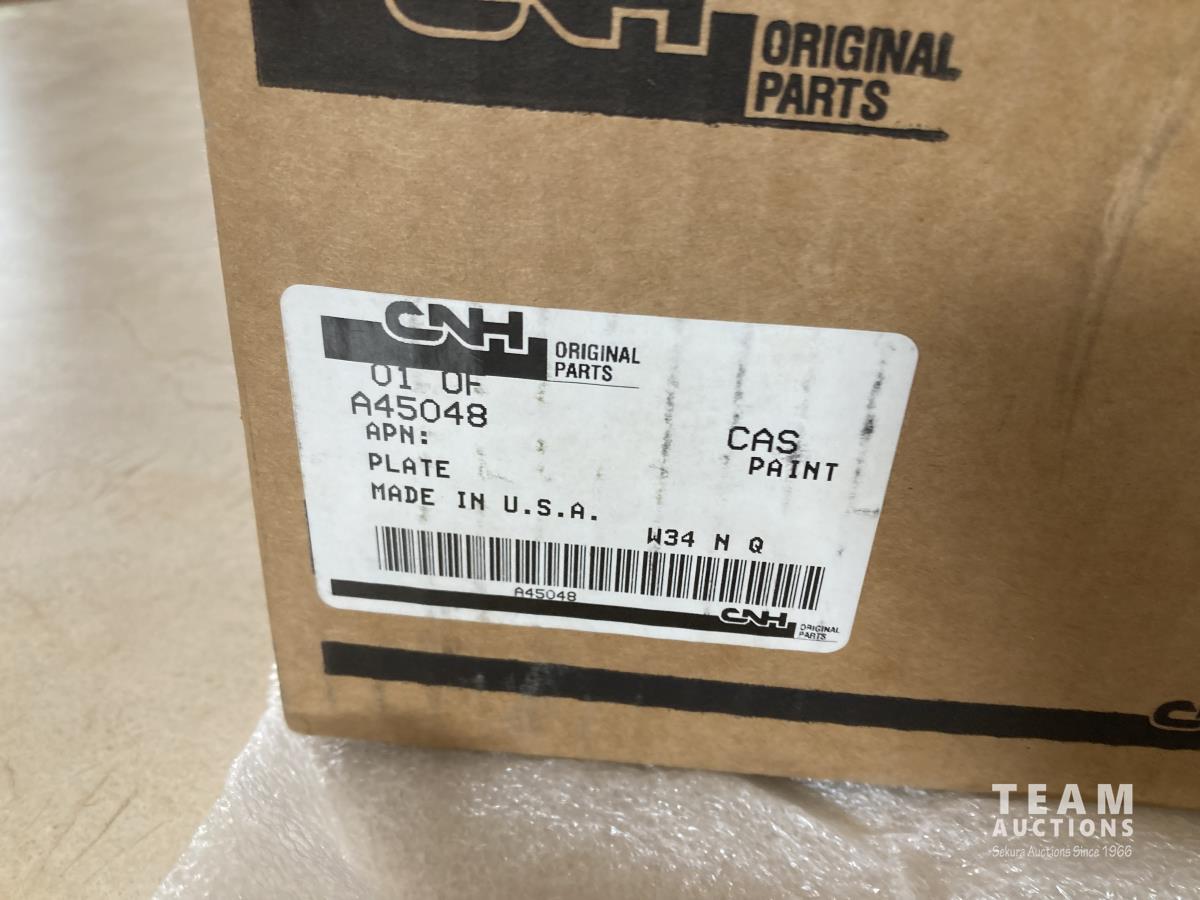 CNH ORIGINAL
PARTS
CNH ORIGINAL
PARTS
01 OF
A45048
APN:
CAS
PLATE
PAINT
MADE IN U.S.A.
W34 N Q
A45048
CNH ORIGINAL
PARTS
TEAM
AUCTIONS
Sekura Auctions Since 1966